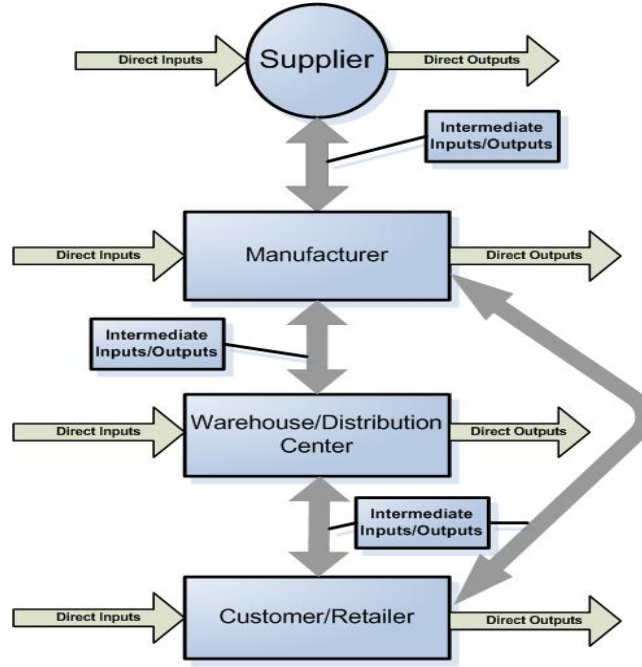 Direct Inputs
Supplier
Direct Outputs
Intermediate
Inputs/Outputs
Direct Inputs
Manufacturer
Direct Outputs
Intermediate
Inputs/Outputs
Direct Inputs
Warehouse/Distribution
Center
Direct Outputs
Intermediate
Inputs/Outputs
Direct Inputs
Customer/Retailer
Direct Outputs